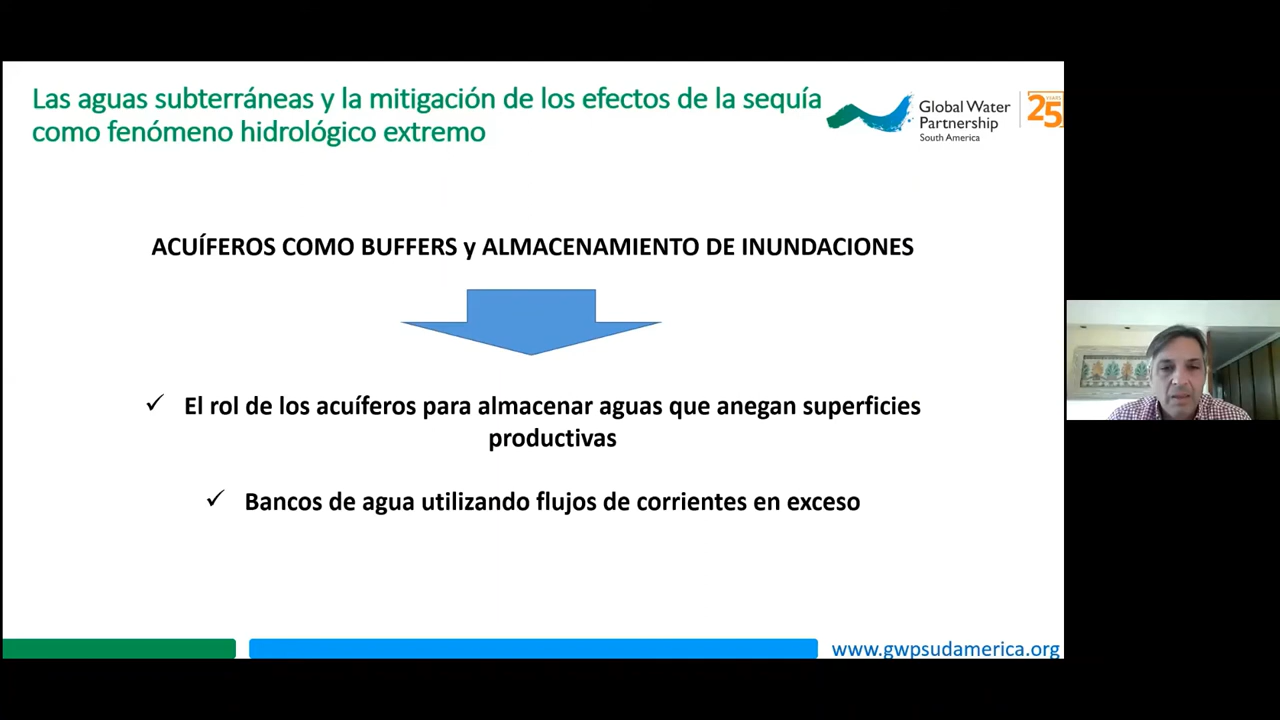 Las aguas subterráneas y la mitigación de los efectos de la sequía
como fenómeno hidrológico extremo
Global Water
Partnership
South America
25
YEARS
ACUÍFEROS COMO BUFFERS y ALMACENAMIENTO DE INUNDACIONES
✓ El rol de los acuíferos para almacenar aguas que anegan superficies
productivas
✓ Bancos de agua utilizando flujos de corrientes en exceso
www.gwpsudamerica.org